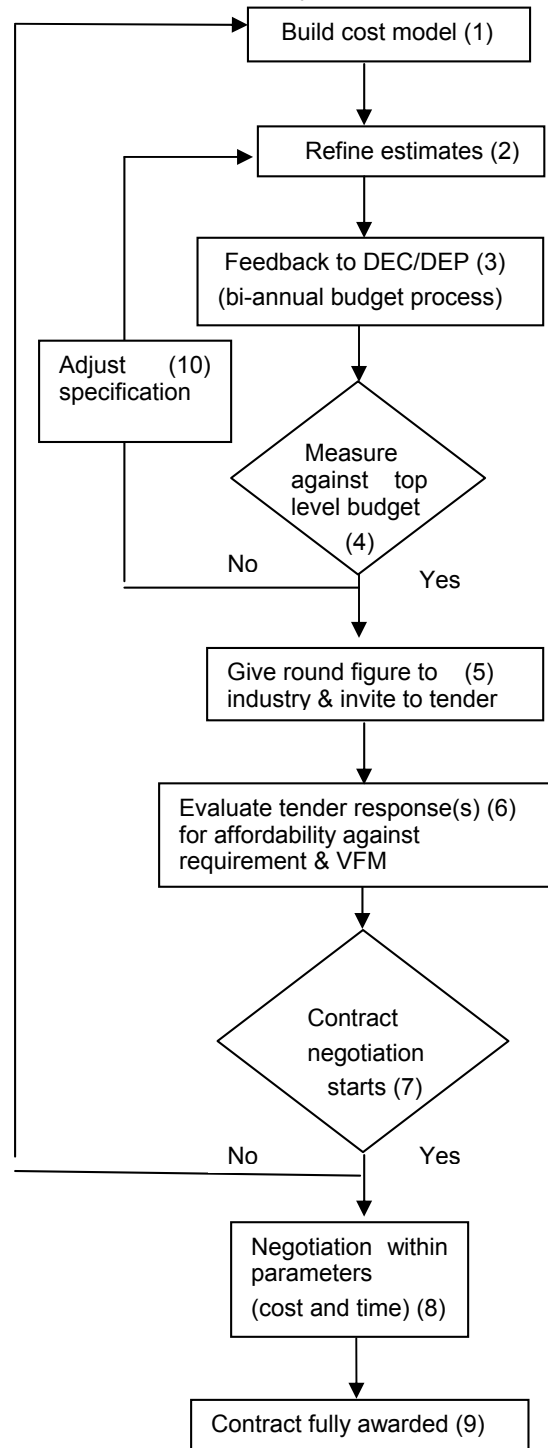 Build cost model (1)
Refine estimates (2)
Feedback to DEC/DEP (3)
(bi-annual budget process)
Adjust (10)
specification
Measure
against top
level budget
(4)
No
Yes
Give round figure to (5)
industry & invite to tender
Evaluate tender response(s) (6)
for affordability against
requirement & VFM
Contract
negotiation
starts (7)
No
Yes
Negotiation within
parameters
(cost and time) (8)
Contract fully awarded (9)